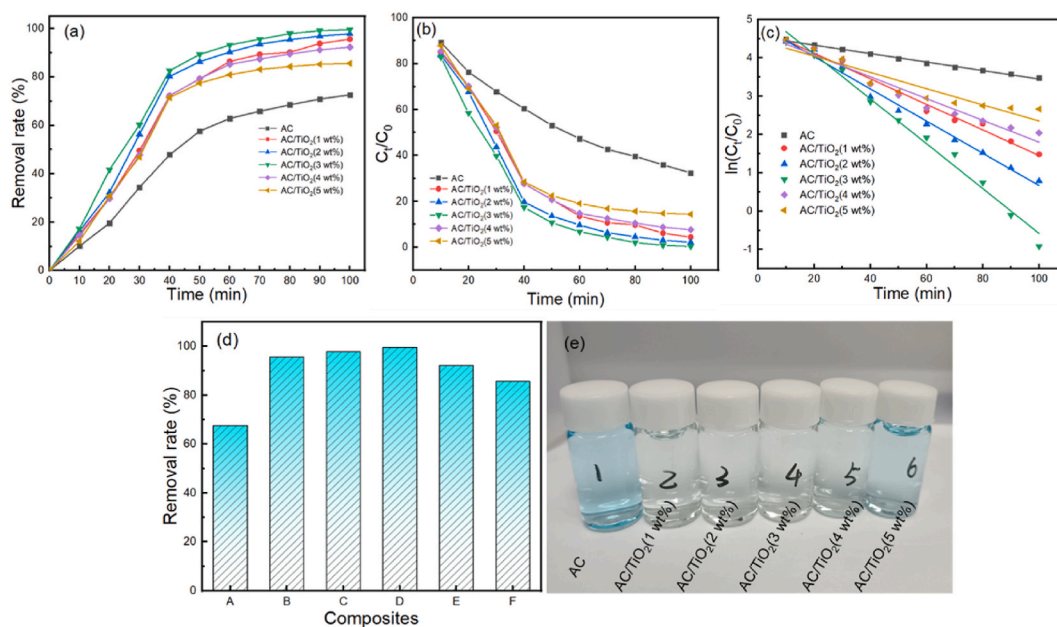 (a)
Removal rate (%)
100
80
60
40
20
0
AC
AC/TiO₂(1 wt%)
AC/TiO₂(2 wt%)
AC/TiO₂(3 wt%)
AC/TiO₂(4 wt%)
AC/TiO₂(5 wt%)
0 10 20 30 40 50 60 70 80 90 100
Time (min)
(b)
Cₜ/C₀
100
80
60
40
20
0
AC
AC/TiO₂(1 wt%)
AC/TiO₂(2 wt%)
AC/TiO₂(3 wt%)
AC/TiO₂(4 wt%)
AC/TiO₂(5 wt%)
0 20 40 60 80 100
Time (min)
(c)
ln(Cₜ/C₀)
5
4
3
2
1
0
-1
AC
AC/TiO₂(1 wt%)
AC/TiO₂(2 wt%)
AC/TiO₂(3 wt%)
AC/TiO₂(4 wt%)
AC/TiO₂(5 wt%)
0 20 40 60 80 100
Time (min)
(d)
Removal rate (%)
100
80
60
40
20
0
A B C D E F
Composites
(e)
1 2 3 4 5 6
AC
AC/TiO₂(1 wt%)
AC/TiO₂(2 wt%)
AC/TiO₂(3 wt%)
AC/TiO₂(4 wt%)
AC/TiO₂(5 wt%)